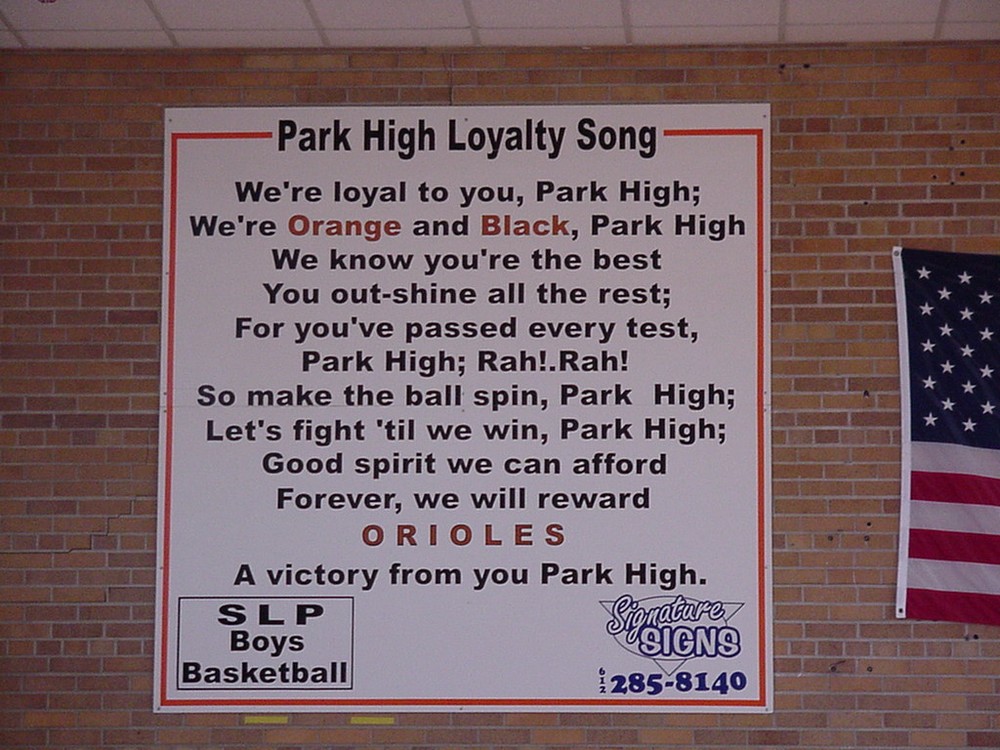 Park High Loyalty Song
We're loyal to you, Park High;
We're Orange and Black, Park High
We know you're the best
You out-shine all the rest;
For you've passed every test,
Park High; Rah!.Rah!
So make the ball spin, Park High;
Let's fight 'til we win, Park High;
Good spirit we can afford
Forever, we will reward
ORIOLES
A victory from you Park High.
SLP
Boys
Basketball
Signature
SIGNS
612 285-8140